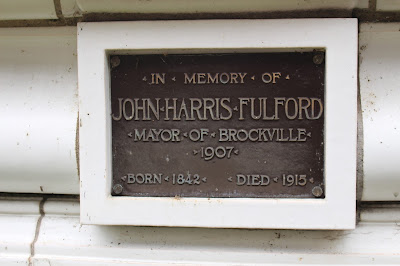 ·IN · MEMORY · OF·
JOHN·HARRIS·FULFORD
·MAYOR·OF·BROCKVILLE·
·1907·
·BORN · 1842· ·DIED · 1915·